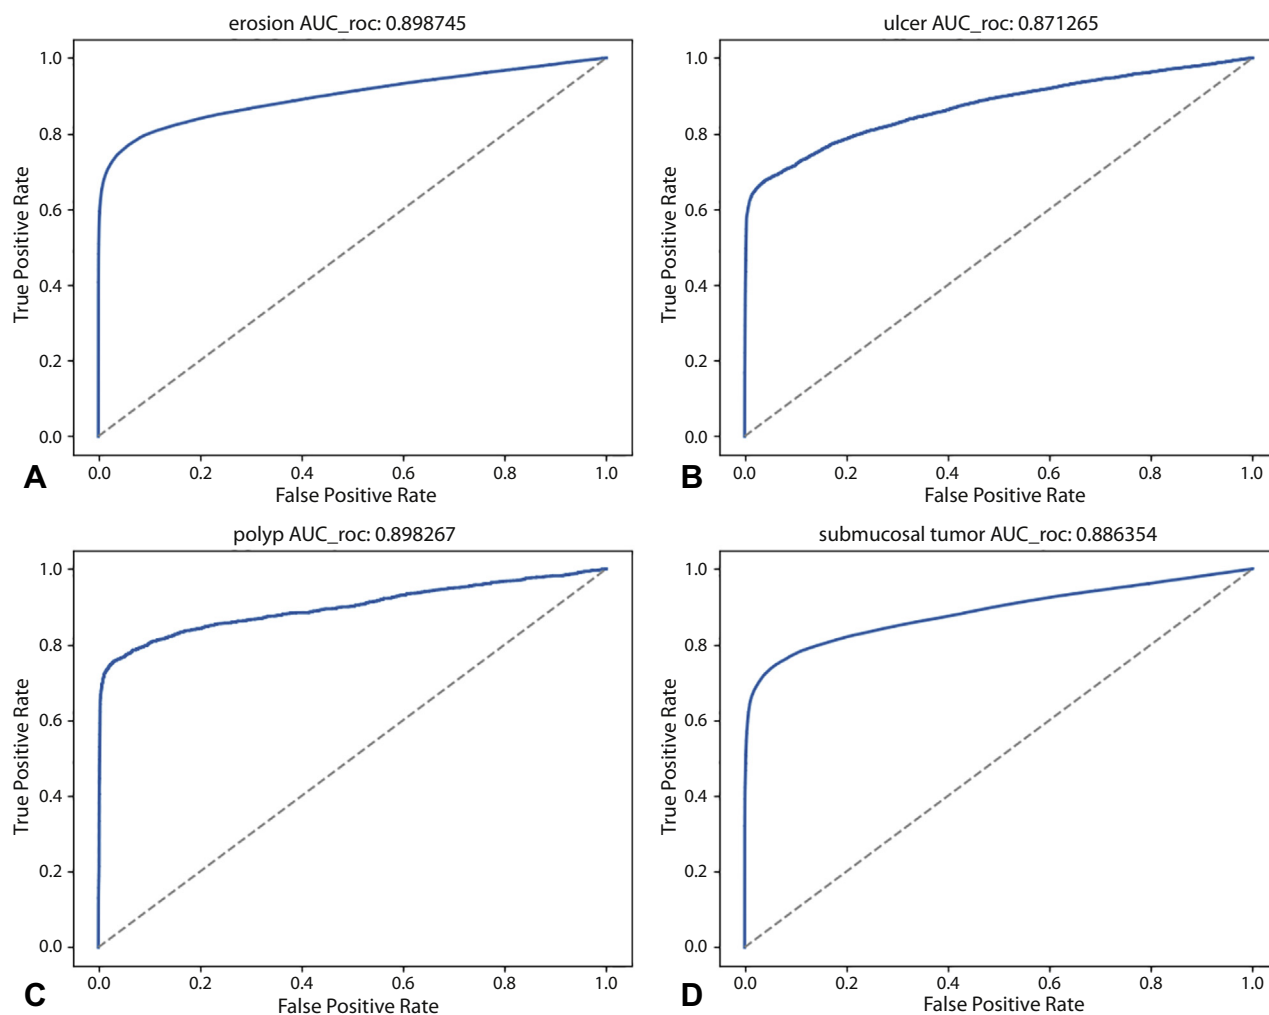 erosion AUC_roc: 0.898745
1.0
0.8
0.6
0.4
0.2
0.0
True Positive Rate
0.0 0.2 0.4 0.6 0.8 1.0
False Positive Rate
A
ulcer AUC_roc: 0.871265
1.0
0.8
0.6
0.4
0.2
0.0
True Positive Rate
0.0 0.2 0.4 0.6 0.8 1.0
False Positive Rate
B
polyp AUC_roc: 0.898267
1.0
0.8
0.6
0.4
0.2
0.0
True Positive Rate
0.0 0.2 0.4 0.6 0.8 1.0
False Positive Rate
C
submucosal tumor AUC_roc: 0.886354
1.0
0.8
0.6
0.4
0.2
0.0
True Positive Rate
0.0 0.2 0.4 0.6 0.8 1.0
False Positive Rate
D